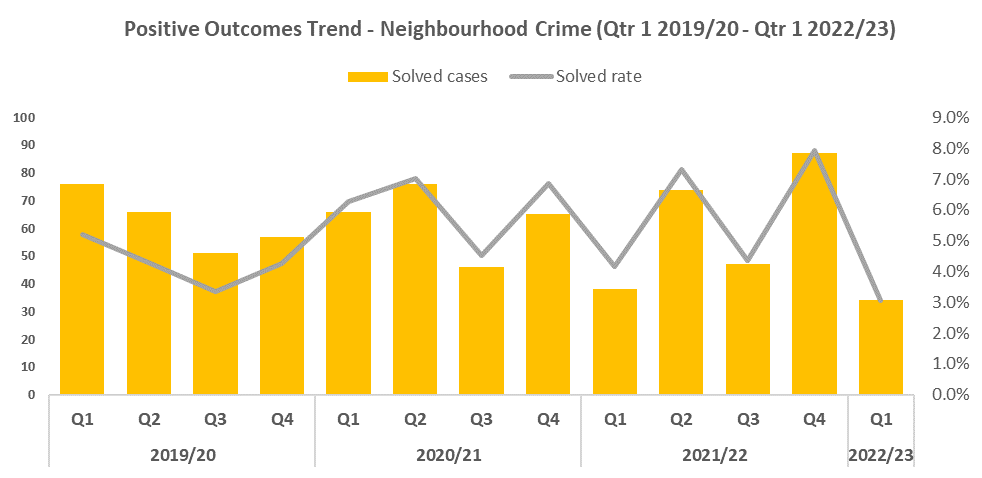 Positive Outcomes Trend - Neighbourhood Crime (Qtr 1 2019/20 - Qtr 1 2022/23)
Solved cases Solved rate
100 9.0%
90 8.0%
80 7.0%
70 6.0%
60 5.0%
50 4.0%
40 3.0%
30 2.0%
20 1.0%
10 0.0%
0
Q1 Q2 Q3 Q4 Q1 Q2 Q3 Q4 Q1 Q2 Q3 Q4 Q1
2019/20 2020/21 2021/22 2022/23